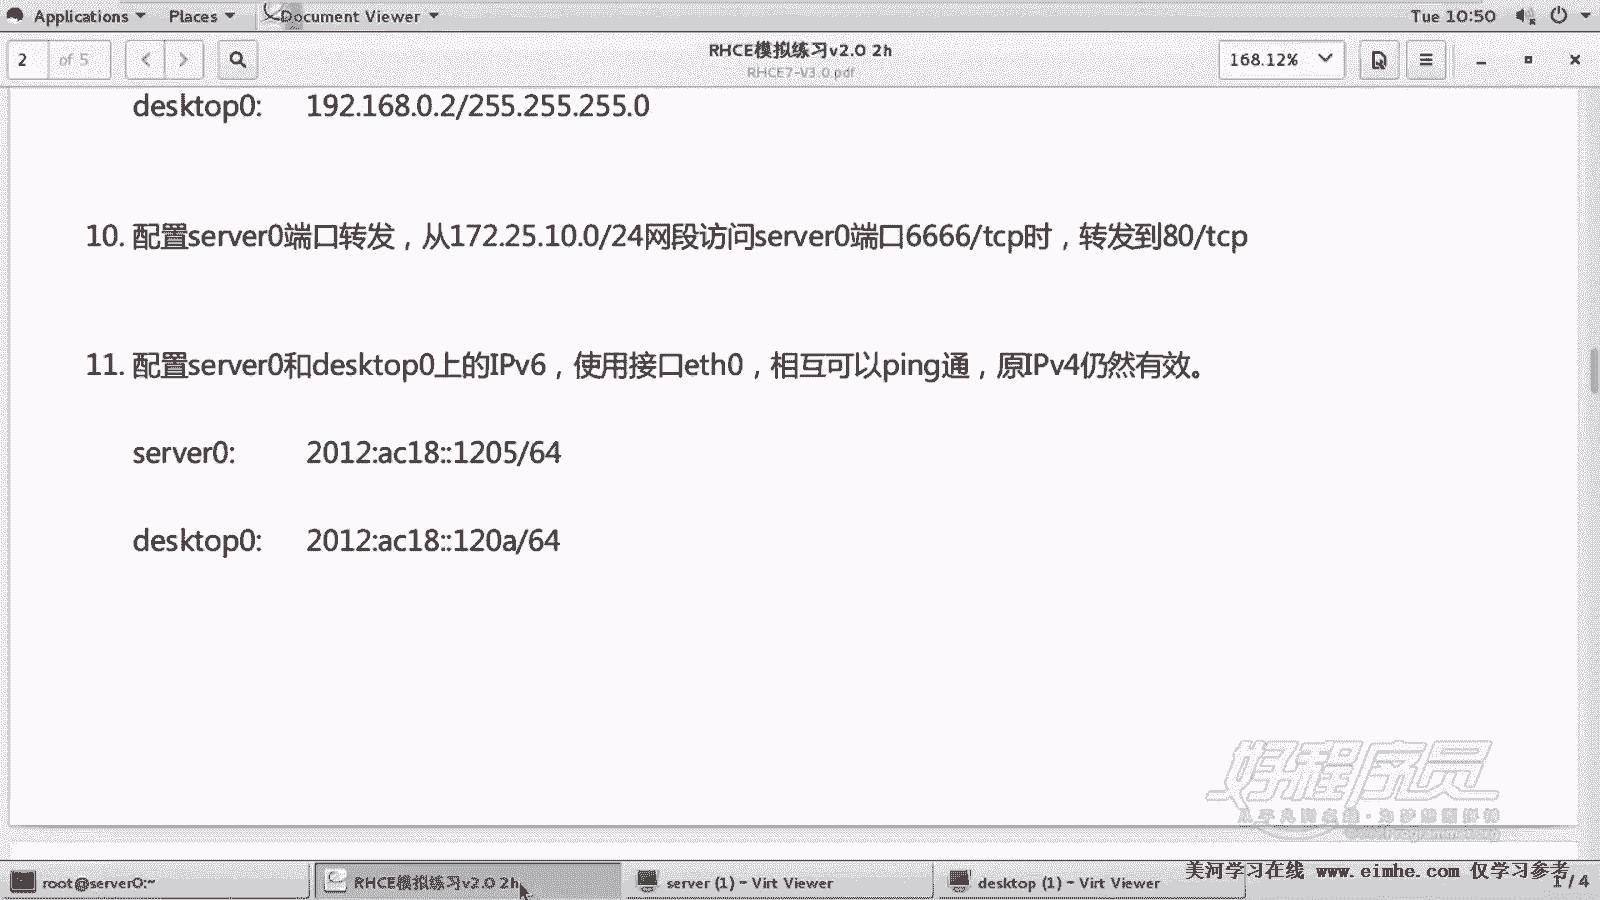 Applications Places Document Viewer Tue 10:50
2 of 5 RHCE模拟练习v2.0 2h 168.12%
RHCE7-V3.0.pdf
desktop0: 192.168.0.2/255.255.255.0
10. 配置server0端口转发，从172.25.10.0/24网段访问server0端口6666/tcp时，转发到80/tcp
11. 配置server0和desktop0上的IPv6，使用接口eth0，相互可以ping通，原IPv4仍然有效。
server0: 2012:ac18::1205/64
desktop0: 2012:ac18::120a/64
好程序员
美河学习在线 www.eimhe.com 仅学习参考
root@server0:~ RHCE模拟练习v2.0 2h server (1) - Virt Viewer desktop (1) - Virt Viewer 1 / 4